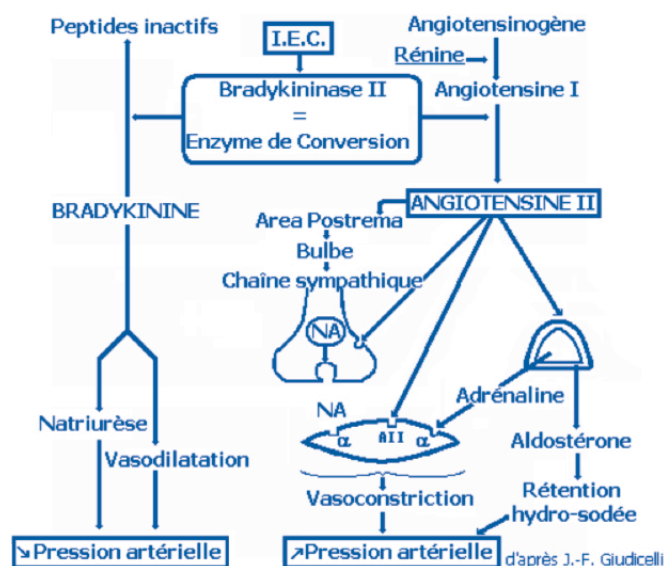 Peptides inactifs
I.E.C.
Angiotensinogène
Rénine
Bradykininase II
=
Enzyme de Conversion
Angiotensine I
BRADYKININE
ANGIOTENSINE II
Area Postrema
Bulbe
Chaîne sympathique
NA
NA
α AII α
Adrénaline
Natriurèse
Vasodilatation
Aldostérone
Vasoconstriction
Rétention
hydro-sodée
↘Pression artérielle
↗Pression artérielle
d'après J.-F. Giudicelli